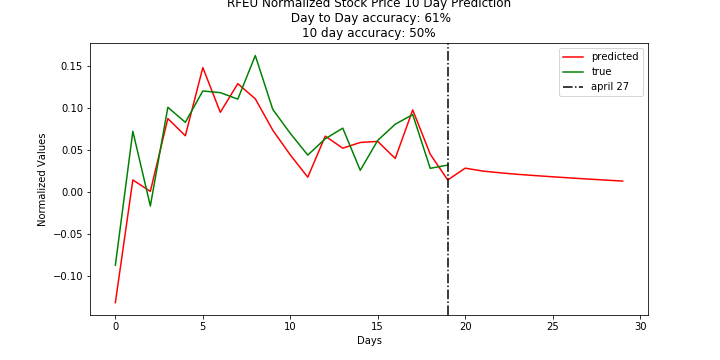 RFEU Normalized Stock Price 10 Day Prediction
Day to Day accuracy: 61%
10 day accuracy: 50%
predicted
true
april 27
0.15
0.10
0.05
0.00
−0.05
−0.10
Normalized Values
0
5
10
15
20
25
30
Days